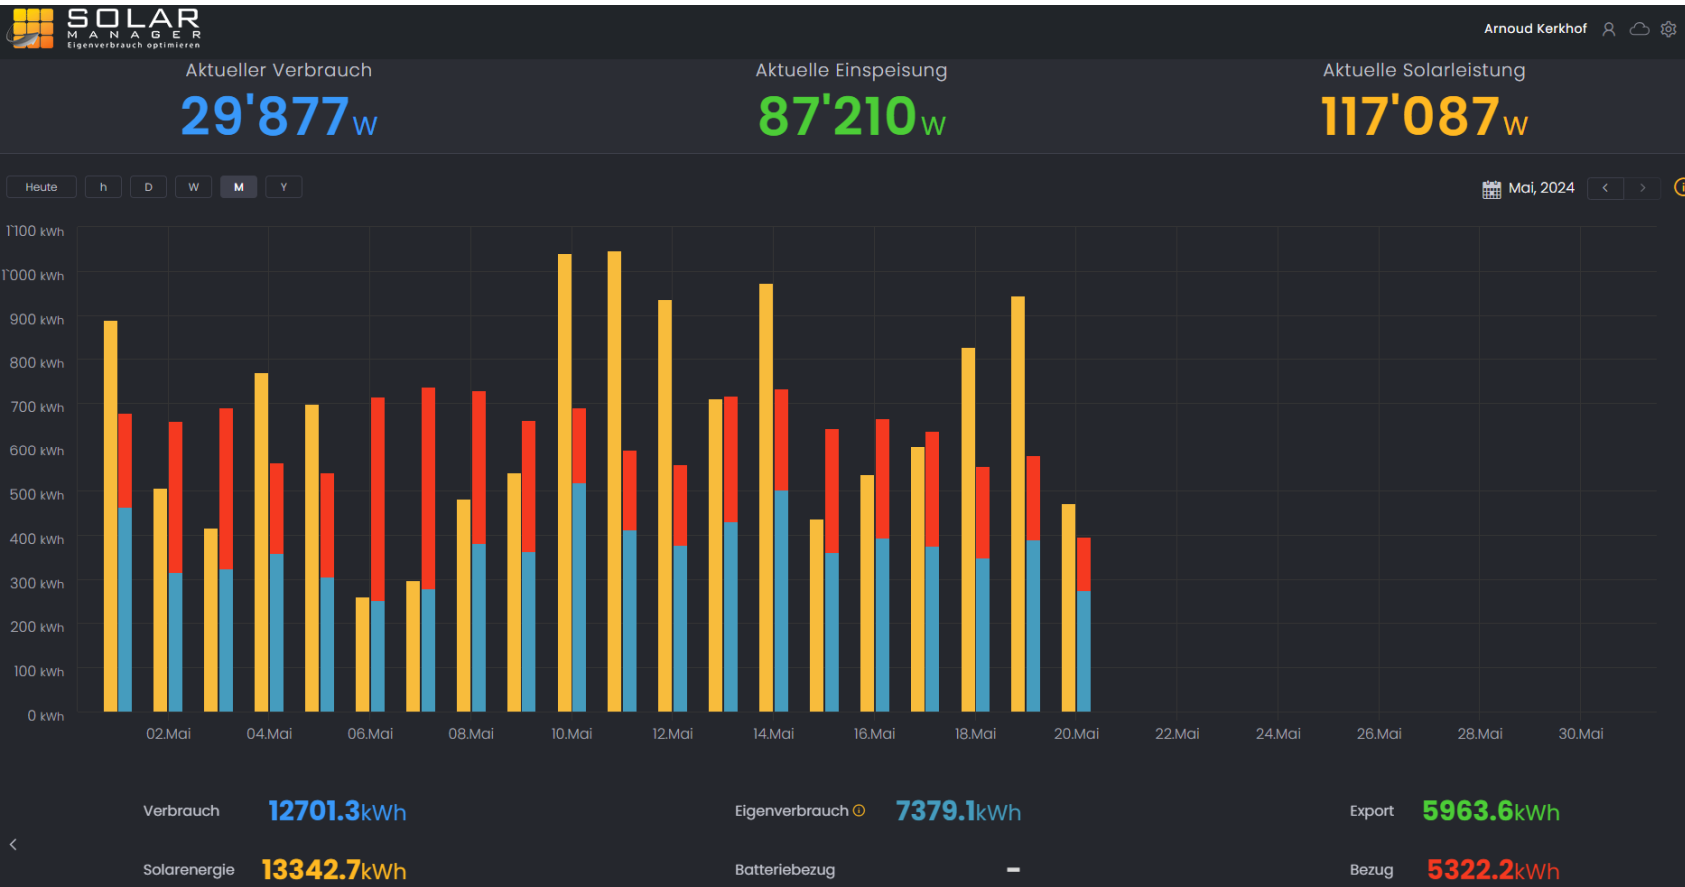 SOLAR
MANAGER
Eigenverbrauch optimieren
Arnoud Kerkhof
Aktueller Verbrauch
29'877 W
Aktuelle Einspeisung
87'210 W
Aktuelle Solarleistung
117'087 W
Heute h D W M Y
Mai, 2024
1'100 kWh
1'000 kWh
900 kWh
800 kWh
700 kWh
600 kWh
500 kWh
400 kWh
300 kWh
200 kWh
100 kWh
0 kWh
02.Mai 04.Mai 06.Mai 08.Mai 10.Mai 12.Mai 14.Mai 16.Mai 18.Mai 20.Mai 22.Mai 24.Mai 26.Mai 28.Mai 30.Mai
Verbrauch 12701.3kWh
Eigenverbrauch 7379.1kWh
Export 5963.6kWh
Solarenergie 13342.7kWh
Batteriebezug –
Bezug 5322.2kWh